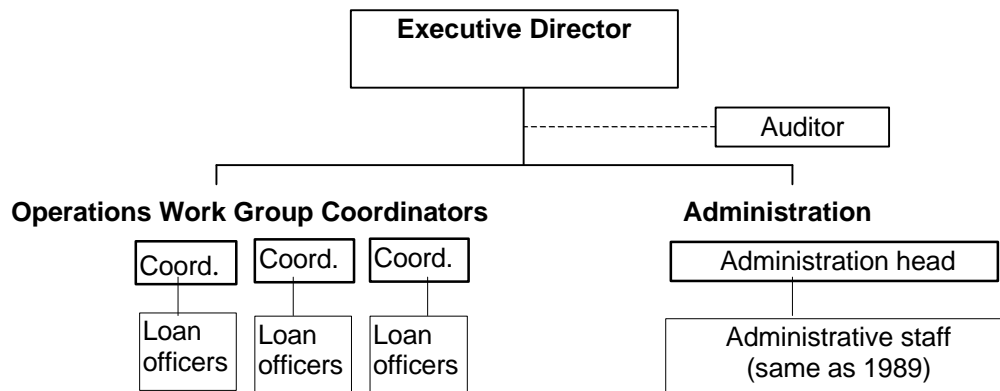 Executive Director
Auditor
Operations Work Group Coordinators
Administration
Coord.
Coord.
Coord.
Administration head
Loan
officers
Loan
officers
Loan
officers
Administrative staff
(same as 1989)